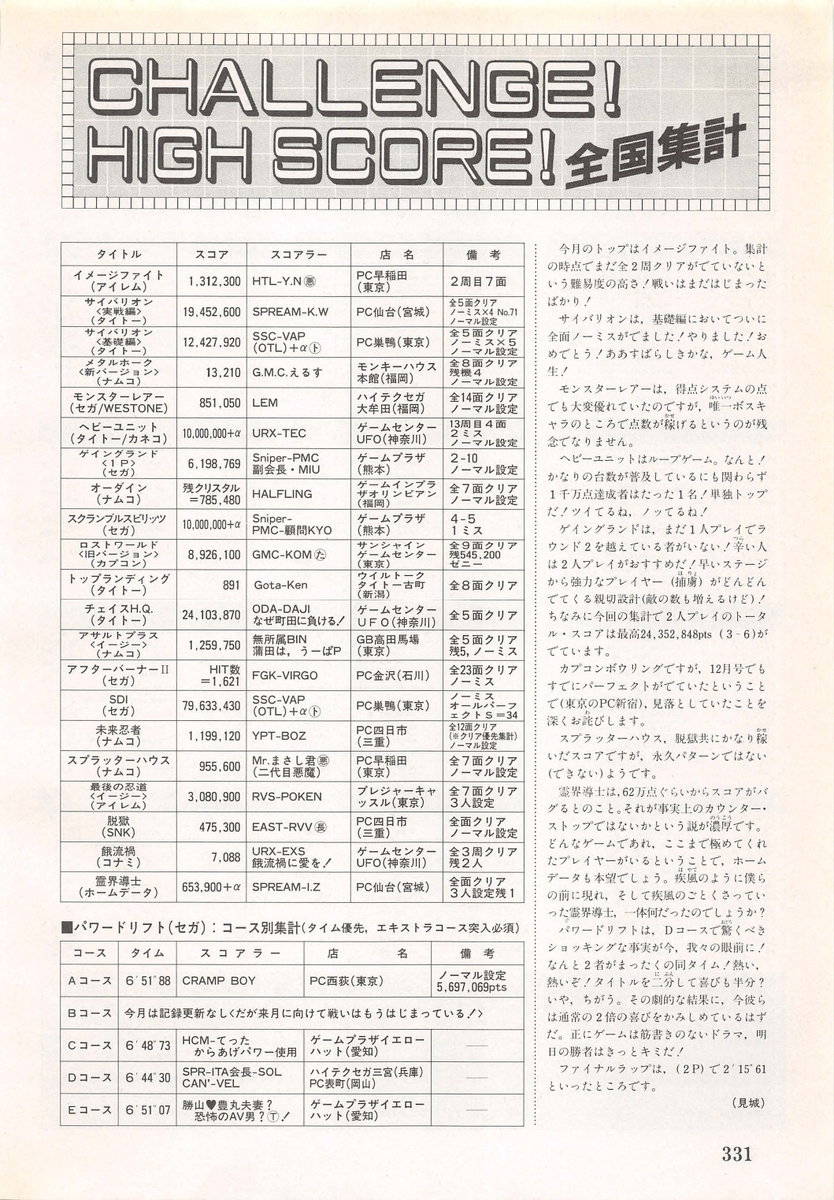 CHALLENGE!
HIGH SCORE! 全国集計
タイトル スコア スコアラー 店 名 備 考
イメージファイト
(アイレム) 1,312,300 HTL-Y.N㊝ PC早稲田
(東京) 2周目7面
サイバリオン
<実戦編>
(タイトー) 19,452,600 SPREAM-K.W PC仙台(宮城) 全5面クリア
ノーミス×4 No.71
ノーマル設定
サイバリオン
<基礎編>
(タイトー) 12,427,920 SSC-VAP
(OTL)+αⓉ PC巣鴨(東京) 全5面クリア
ノーミス×5
ノーマル設定
メタルホーク
<新バージョン>
(ナムコ) 13,210 G.M.C.えるす モンキーハウス
本館(福岡) 全8面クリア
残機4
ノーマル設定
モンスターレアー
(セガ/WESTONE) 851,050 LEM ハイテクセガ
大牟田(福岡) 全14面クリア
ノーマル設定
ヘビーユニット
(タイトー/カネコ) 10,000,000+α URX-TEC ゲームセンター
UFO(神奈川) 13周目4面
2ミス
ノーマル設定
ゲイングランド
<1P>
(セガ) 6,198,769 Sniper-PMC
副会長・MIU ゲームプラザ
(熊本) 2-10
ノーマル設定
オーダイン
(ナムコ) 残クリスタル
=785,480 HALFLING ゲームインプラ
ザオリンピアン
(福岡) 全7面クリア
ノーマル設定
スクランブルスピリッツ
(セガ) 10,000,000+α Sniper-
PMC-顧問KYO ゲームプラザ
(熊本) 4-5
1ミス
ロストワールド
<旧バージョン>
(カプコン) 8,926,100 GMC-KOM㋟ サンシャイン
ゲームセンター
(東京) 全9面クリア
残545,200
ゼニー
トップランディング
(タイトー) 891 Gota-Ken ウイルトーク
タイトー古町
(新潟) 全8面クリア
チェイスH.Q.
(タイトー) 24,103,870 ODA-DAJI
なぜ町田に負ける! ゲームセンター
UFO(神奈川) 全5面クリア
アサルトプラス
<イージー>
(ナムコ) 1,259,750 無所属BIN
蒲田は,うーぱP GB高田馬場
(東京) 全5面クリア
残5,ノーミス
アフターバーナーⅡ
(セガ) HIT数
=1,621 FGK-VIRGO PC金沢(石川) 全23面クリア
ノーミス
SDI
(セガ) 79,633,430 SSC-VAP
(OTL)+α PC巣鴨(東京) ノーミス
オールパーフ
ェクトS=34
未来忍者
(ナムコ) 1,199,120 YPT-BOZ PC四日市
(三重) 全12面クリア
(※クリア優先集計)
ノーマル設定
スプラッターハウス
(ナムコ) 955,600 Mr.まさし君
(二代目悪魔) PC早稲田
(東京) 全7面クリア
ノーマル設定
最後の忍道
<イージー>
(アイレム) 3,080,900 RVS-POKEN プレジャーキャ
ッスル(東京) 全7面クリア
3人設定
脱獄
(SNK) 475,300 EAST-RVV PC四日市
(三重) 全面クリア
ノーマル設定
餓流禍
(コナミ) 7,088 URX-EXS
餓流禍に愛を! ゲームセンター
UFO(神奈川) 全3周クリア
残2人
霊界導士
(ホームデータ) 653,900+α SPREAM-I.Z PC仙台(宮城) 全面クリア
3人設定残1
■パワードリフト(セガ):コース別集計(タイム優先,エキストラコース突入必須)
コース タイム スコアラー 店 名 備 考
Aコース 6′51″88 CRAMP BOY PC西荻(東京) ノーマル設定
5,697,069pts
Bコース 今月は記録更新なし<だが来月に向けて戦いはもうはじまっている!>
Cコース 6′48″73 HCM-てった
からあげパワー使用 ゲームプラザイエロー
ハット(愛知) ——
Dコース 6′44″30 SPR-ITA会長-SOL
CAN'-VEL ハイテクセガ三宮(兵庫)
PC表町(岡山) ——
Eコース 6′51″07 勝山♥豊丸夫妻?
恐怖のAV男?Ⓣ! ゲームプラザイエロー
ハット(愛知) ——
今月のトップはイメージファイト。集計
の時点でまだ全2周クリアがでていないと
いう難易度の高さ!戦いはまだはじまった
ばかり!
サイバリオンは,基礎編においてついに
全面ノーミスがでました!やりました!お
めでとう!ああすばらしきかな,ゲーム人
生!
モンスターレアーは,得点システムの点
でも大変優れていたのですが,唯一ボスキ
ャラのところで点数が稼げるというのが残
念でなりません。
ヘビーユニットはループゲーム。なんと!
かなりの台数が普及しているにも関わらず
1千万点達成者はたった1名!単独トップ
だ!ツイてるね,ノッてるね!
ゲイングランドは,まだ1人プレイでラ
ウンド2を越えている者がいない!辛い人
は2人プレイがおすすめだ!早いステージ
から強力なプレイヤー(捕虜)がどんどん
でてくる親切設計(敵の数も増えるけど)!
ちなみに今回の集計で2人プレイのトータ
ル・スコアは最高24,352,848pts(3-6)が
でています。
カプコンボウリングですが,12月号でも
すでにパーフェクトがでていたということ
で(東京のPC新宿),見落としていたことを
深くお詫びします。
スプラッターハウス,脱獄共にかなり稼
いだスコアですが,永久パターンではない
(できない)ようです。
霊界導士は,62万点ぐらいからスコアがバ
グるとのこと。それが事実上のカウンター・
ストップではないかという説が濃厚です。
どんなゲームであれ,ここまで極めてくれ
たプレイヤーがいるということで,ホーム
データも本望でしょう。疾風のように僕ら
の前に現れ,そして疾風のごとくさってい
った霊界導士,一体何だったのでしょうか?
パワードリフトは,Dコースで驚くべき
ショッキングな事実が今,我々の眼前に!
なんと2者がまったくの同タイム!熱い,
熱いぞ!タイトルを二分して喜びも半分?
いや,ちがう。その劇的な結果に,今彼ら
は通常の2倍の喜びをかみしめているはず
だ。正にゲームは筋書きのないドラマ,明
日の勝者はきっとキミだ!
ファイナルラップは,(2P)で2′15″61
といったところです。
(見城)
331